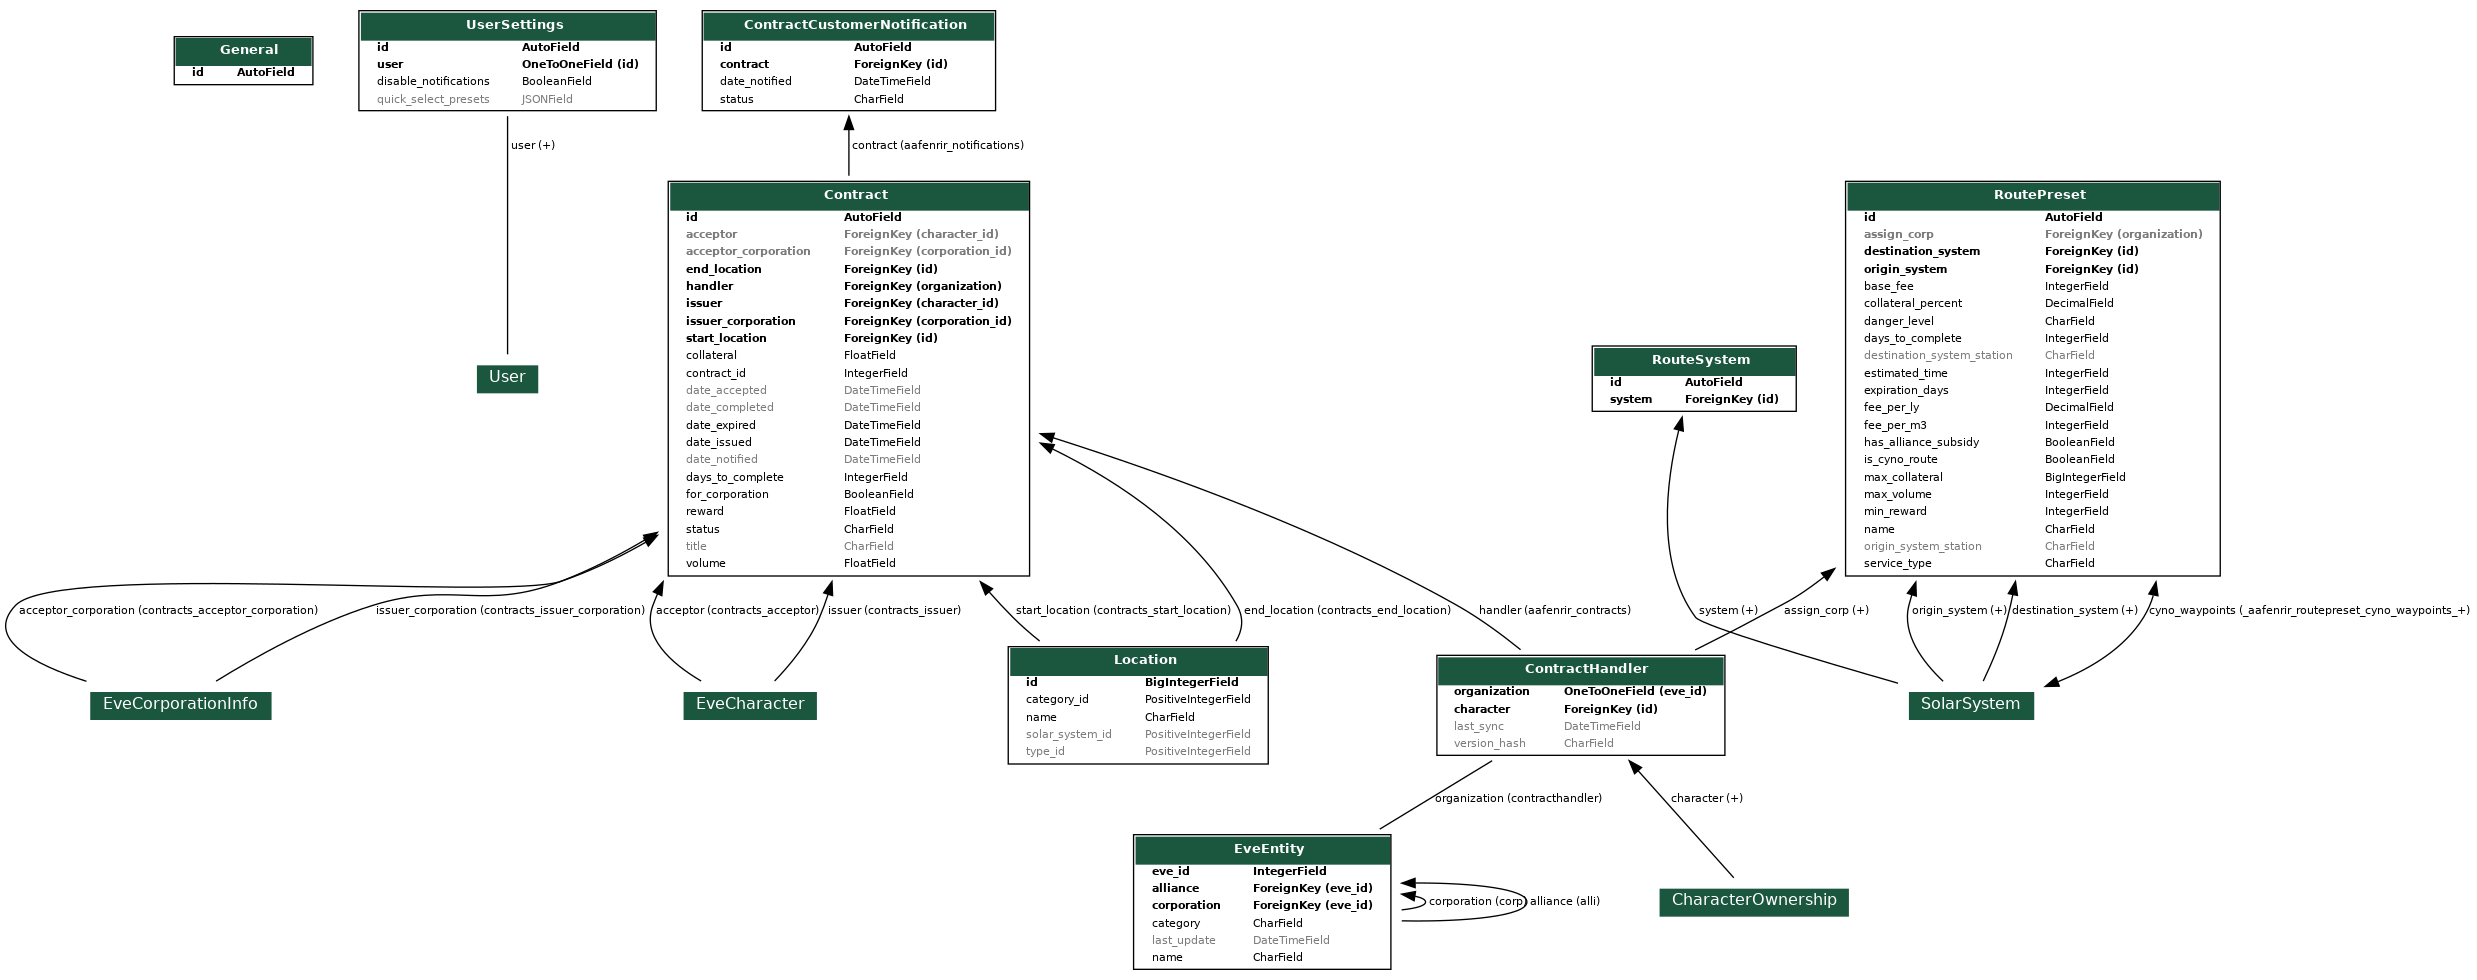 General
id AutoField
UserSettings
id AutoField
user OneToOneField (id)
disable_notifications BooleanField
quick_select_presets JSONField
ContractCustomerNotification
id AutoField
contract ForeignKey (id)
date_notified DateTimeField
status CharField
user (+)
contract (aafenrir_notifications)
Contract
id AutoField
acceptor ForeignKey (character_id)
acceptor_corporation ForeignKey (corporation_id)
end_location ForeignKey (id)
handler ForeignKey (organization)
issuer ForeignKey (character_id)
issuer_corporation ForeignKey (corporation_id)
start_location ForeignKey (id)
collateral FloatField
contract_id IntegerField
date_accepted DateTimeField
date_completed DateTimeField
date_expired DateTimeField
date_issued DateTimeField
date_notified DateTimeField
days_to_complete IntegerField
for_corporation BooleanField
reward FloatField
status CharField
title CharField
volume FloatField
RoutePreset
id AutoField
assign_corp ForeignKey (organization)
destination_system ForeignKey (id)
origin_system ForeignKey (id)
base_fee IntegerField
collateral_percent DecimalField
danger_level CharField
days_to_complete IntegerField
destination_system_station CharField
estimated_time IntegerField
expiration_days IntegerField
fee_per_ly DecimalField
fee_per_m3 IntegerField
has_alliance_subsidy BooleanField
is_cyno_route BooleanField
max_collateral BigIntegerField
max_volume IntegerField
min_reward IntegerField
name CharField
origin_system_station CharField
service_type CharField
User
RouteSystem
id AutoField
system ForeignKey (id)
acceptor_corporation (contracts_acceptor_corporation)
issuer_corporation (contracts_issuer_corporation)
acceptor (contracts_acceptor)
issuer (contracts_issuer)
start_location (contracts_start_location)
end_location (contracts_end_location)
handler (aafenrir_contracts)
system (+)
assign_corp (+)
origin_system (+)
destination_system (+)
cyno_waypoints (_aafenrir_routepreset_cyno_waypoints_+)
EveCorporationInfo
EveCharacter
Location
id BigIntegerField
category_id PositiveIntegerField
name CharField
solar_system_id PositiveIntegerField
type_id PositiveIntegerField
ContractHandler
organization OneToOneField (eve_id)
character ForeignKey (id)
last_sync DateTimeField
version_hash CharField
SolarSystem
organization (contracthandler)
character (+)
EveEntity
eve_id IntegerField
alliance ForeignKey (eve_id)
corporation ForeignKey (eve_id)
category CharField
last_update DateTimeField
name CharField
corporation (corp)
alliance (alli)
CharacterOwnership